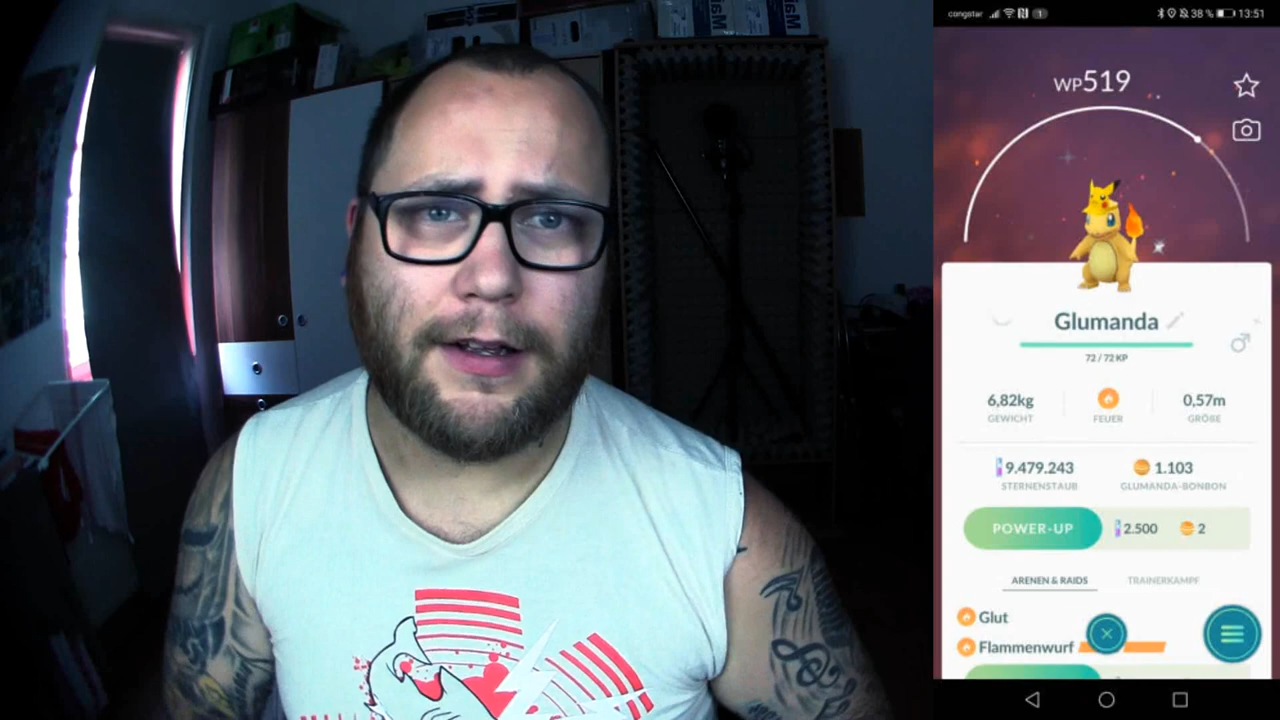 congstar 1 38 % 13:51
WP519
Glumanda
72 / 72 KP
6,82kg
0,57m
GEWICHT
FEUER
GRÖẞE
9.479.243
1.103
STERNENSTAUB
GLUMANDA-BONBON
POWER-UP
2.500
2
ARENEN & RAIDS
TRAINERKAMPF
Glut
Flammenwurf